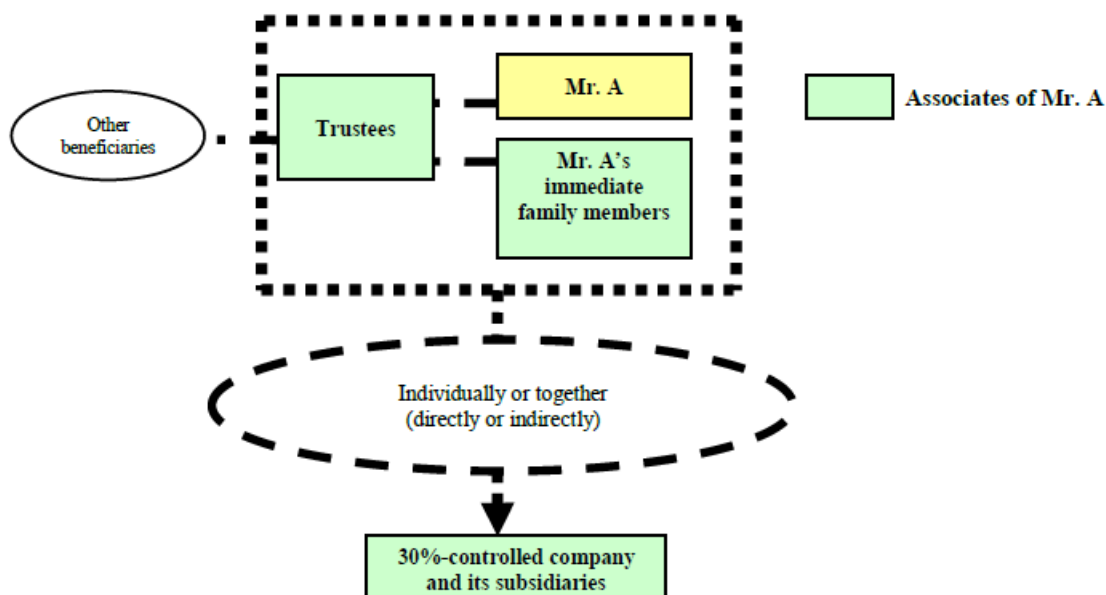 Mr. A
Associates of Mr. A
Other
beneficiaries
Trustees
Mr. A’s
immediate
family members
Individually or together
(directly or indirectly)
30%-controlled company
and its subsidiaries